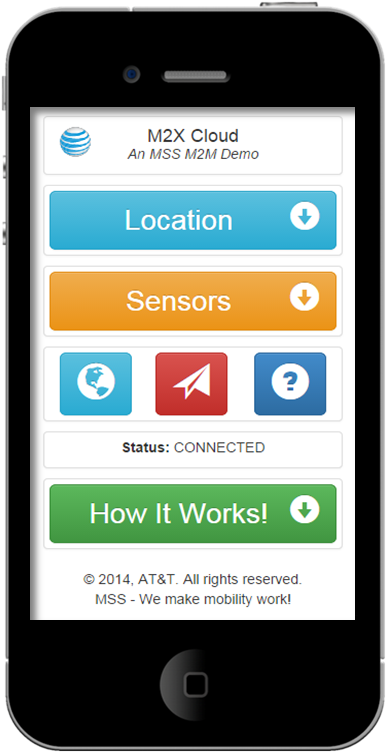 M2X Cloud
An MSS M2M Demo
Location
Sensors
?
Status: CONNECTED
How It Works!
© 2014, AT&T. All rights reserved.
MSS - We make mobility work!